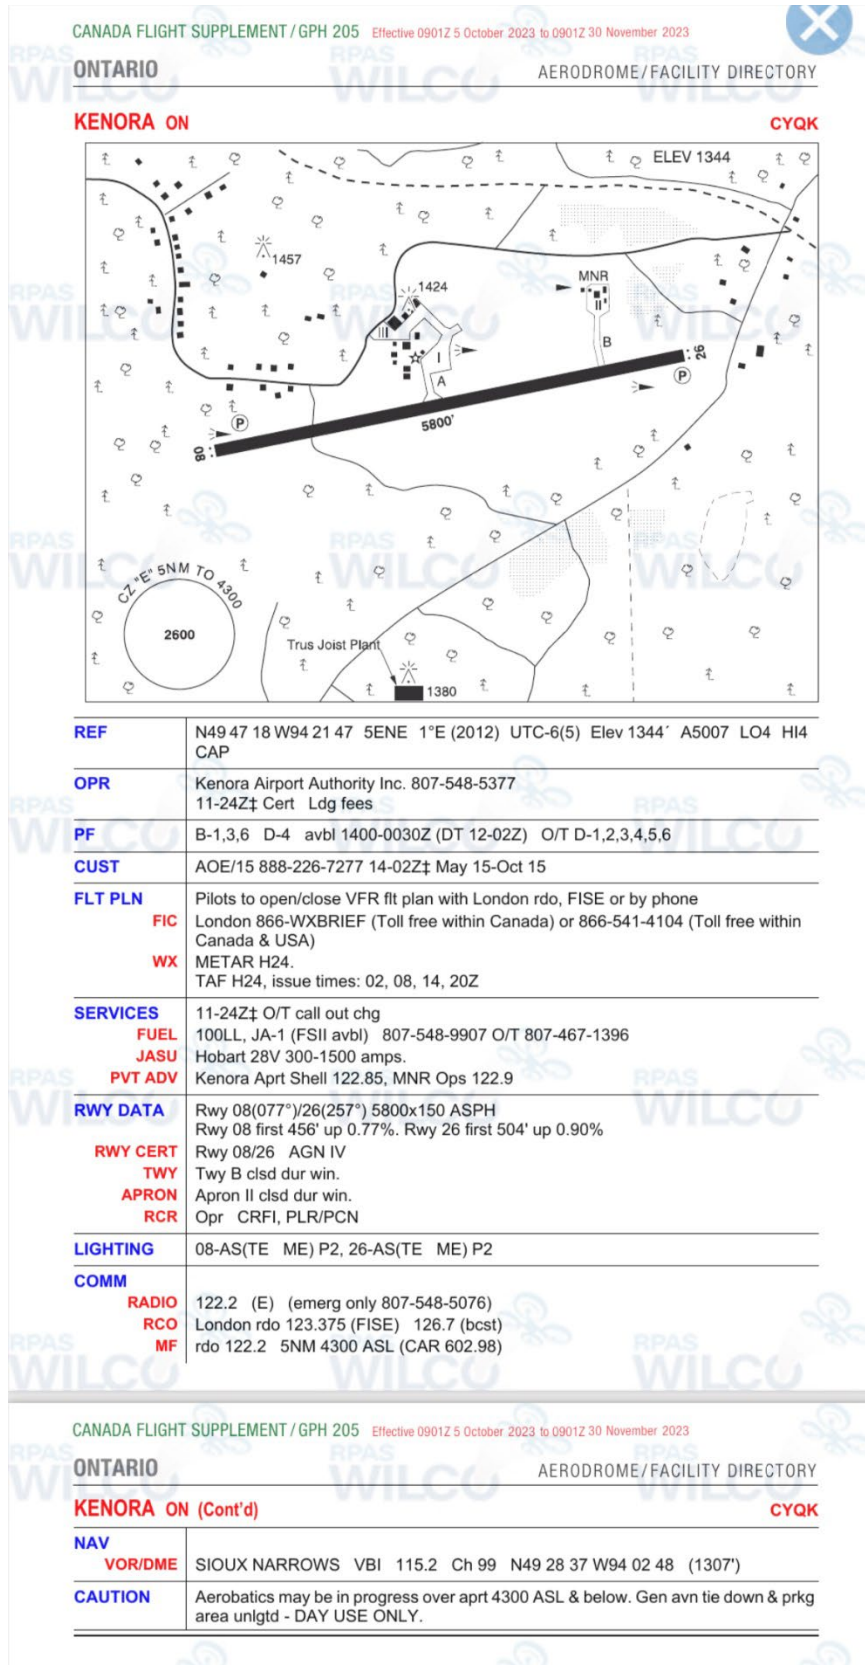 CANADA FLIGHT SUPPLEMENT / GPH 205 Effective 0901Z 5 October 2023 to 0901Z 30 November 2023
ONTARIO AERODROME/FACILITY DIRECTORY
KENORA ON CYQK
ELEV 1344
1457
1424
MNR
II
III
B
I
A
26
P
5800'
P
08
CZ "E" 5NM TO 4300
2600
Trus Joist Plant
1380
REF N49 47 18 W94 21 47 5ENE 1°E (2012) UTC-6(5) Elev 1344´ A5007 LO4 HI4
CAP
OPR Kenora Airport Authority Inc. 807-548-5377
11-24Z‡ Cert Ldg fees
PF B-1,3,6 D-4 avbl 1400-0030Z (DT 12-02Z) O/T D-1,2,3,4,5,6
CUST AOE/15 888-226-7277 14-02Z‡ May 15-Oct 15
FLT PLN Pilots to open/close VFR flt plan with London rdo, FISE or by phone
FIC London 866-WXBRIEF (Toll free within Canada) or 866-541-4104 (Toll free within
Canada & USA)
WX METAR H24.
TAF H24, issue times: 02, 08, 14, 20Z
SERVICES 11-24Z‡ O/T call out chg
FUEL 100LL, JA-1 (FSII avbl) 807-548-9907 O/T 807-467-1396
JASU Hobart 28V 300-1500 amps.
PVT ADV Kenora Aprt Shell 122.85, MNR Ops 122.9
RWY DATA Rwy 08(077°)/26(257°) 5800x150 ASPH
Rwy 08 first 456' up 0.77%. Rwy 26 first 504' up 0.90%
RWY CERT Rwy 08/26 AGN IV
TWY Twy B clsd dur win.
APRON Apron II clsd dur win.
RCR Opr CRFI, PLR/PCN
LIGHTING 08-AS(TE ME) P2, 26-AS(TE ME) P2
COMM
RADIO 122.2 (E) (emerg only 807-548-5076)
RCO London rdo 123.375 (FISE) 126.7 (bcst)
MF rdo 122.2 5NM 4300 ASL (CAR 602.98)
CANADA FLIGHT SUPPLEMENT / GPH 205 Effective 0901Z 5 October 2023 to 0901Z 30 November 2023
ONTARIO AERODROME/FACILITY DIRECTORY
KENORA ON (Cont'd) CYQK
NAV
VOR/DME SIOUX NARROWS VBI 115.2 Ch 99 N49 28 37 W94 02 48 (1307')
CAUTION Aerobatics may be in progress over aprt 4300 ASL & below. Gen avn tie down & prkg
area unlgtd - DAY USE ONLY.
RPAS
WILCO